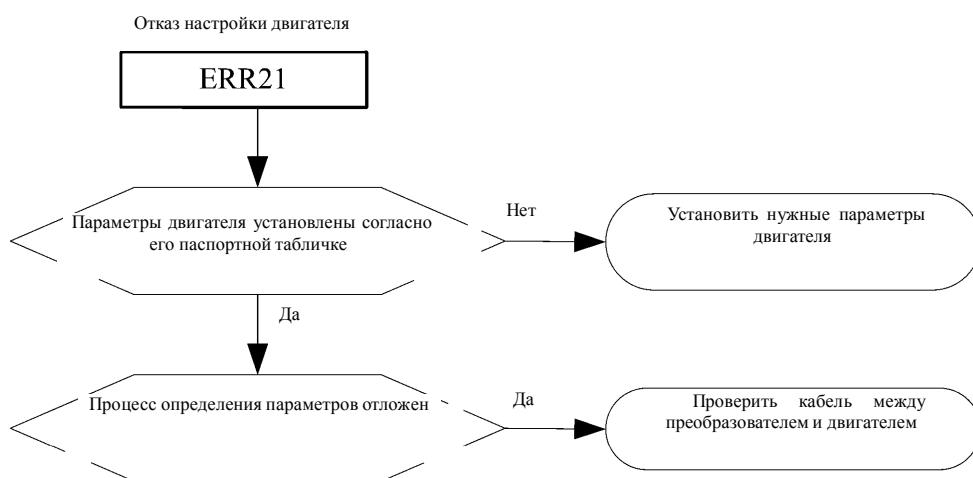 Отказ настройки двигателя
ERR21
Параметры двигателя установлены согласно
его паспортной табличке
Нет
Установить нужные параметры
двигателя
Да
Процесс определения параметров отложен
Да
Проверить кабель между
преобразователем и двигателем